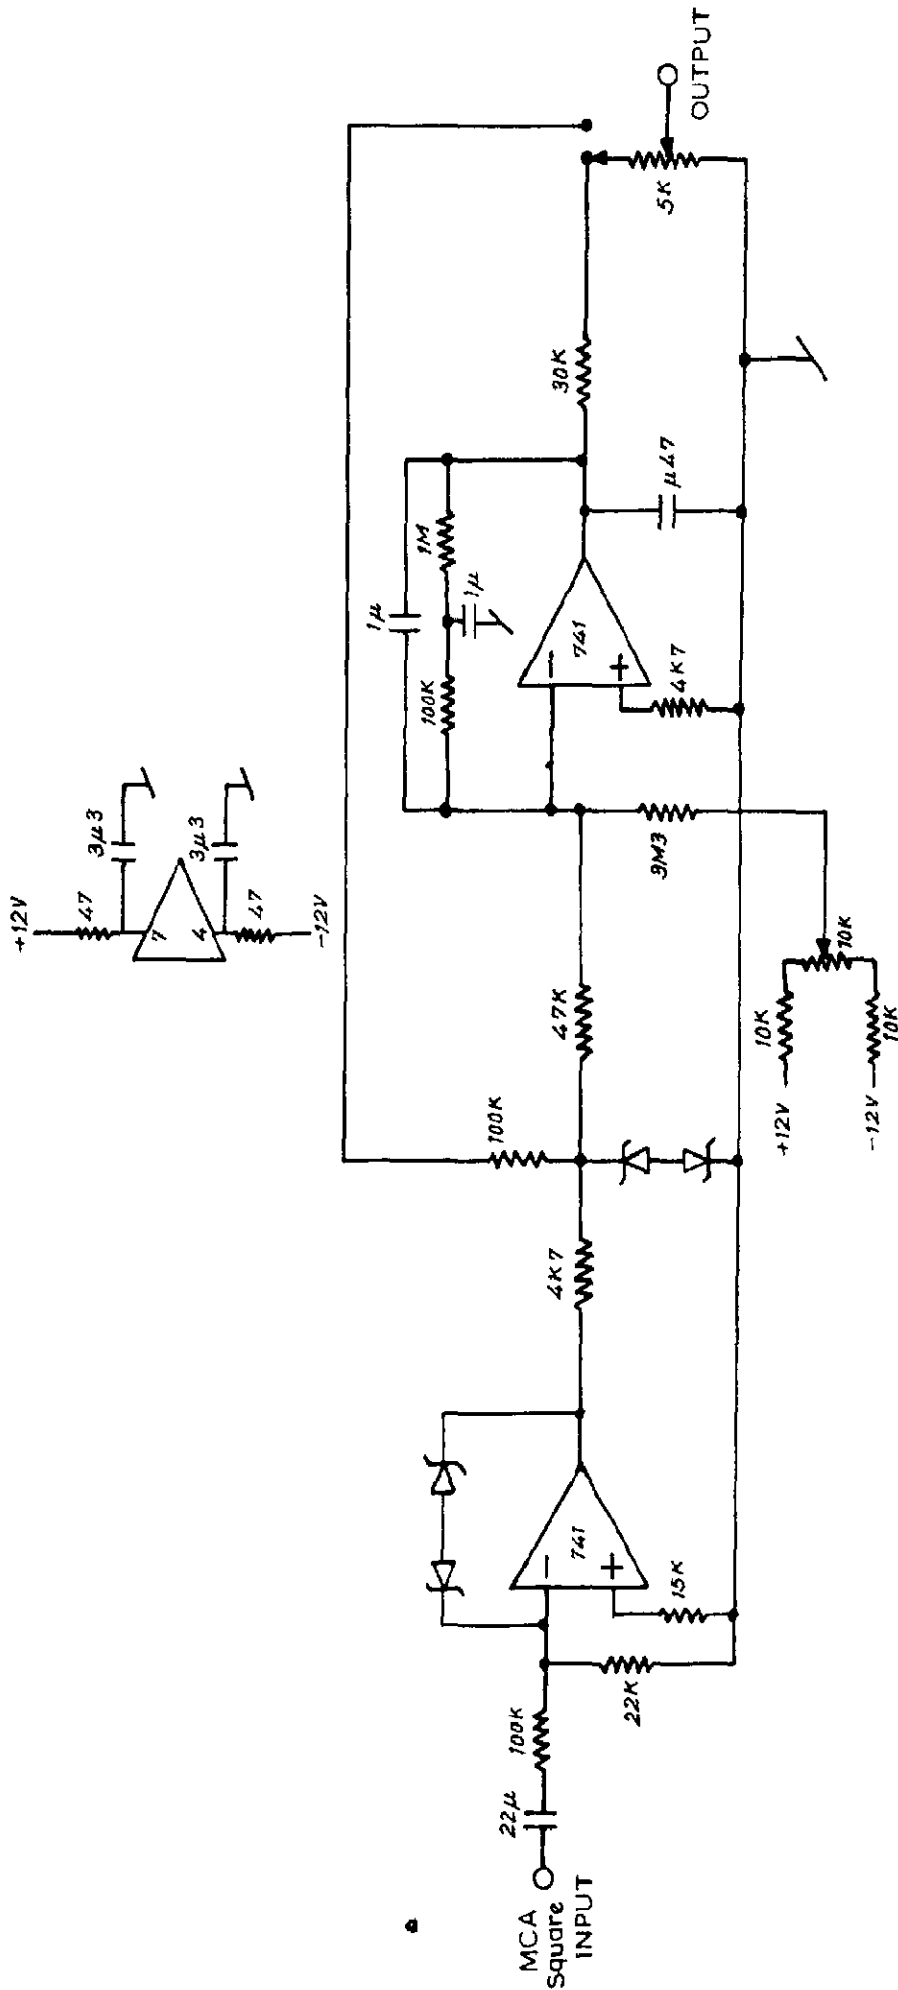 +12V
47
3µ3
7
4
3µ3
47
-12V
MCA
Square
INPUT
22µ
100K
22K
15K
741
−
+
4K7
100K
47K
9M3
+12V
10K
10K
-12V
10K
1µ
100K
1M
1µ
741
−
+
4K7
µ47
30K
5K
OUTPUT